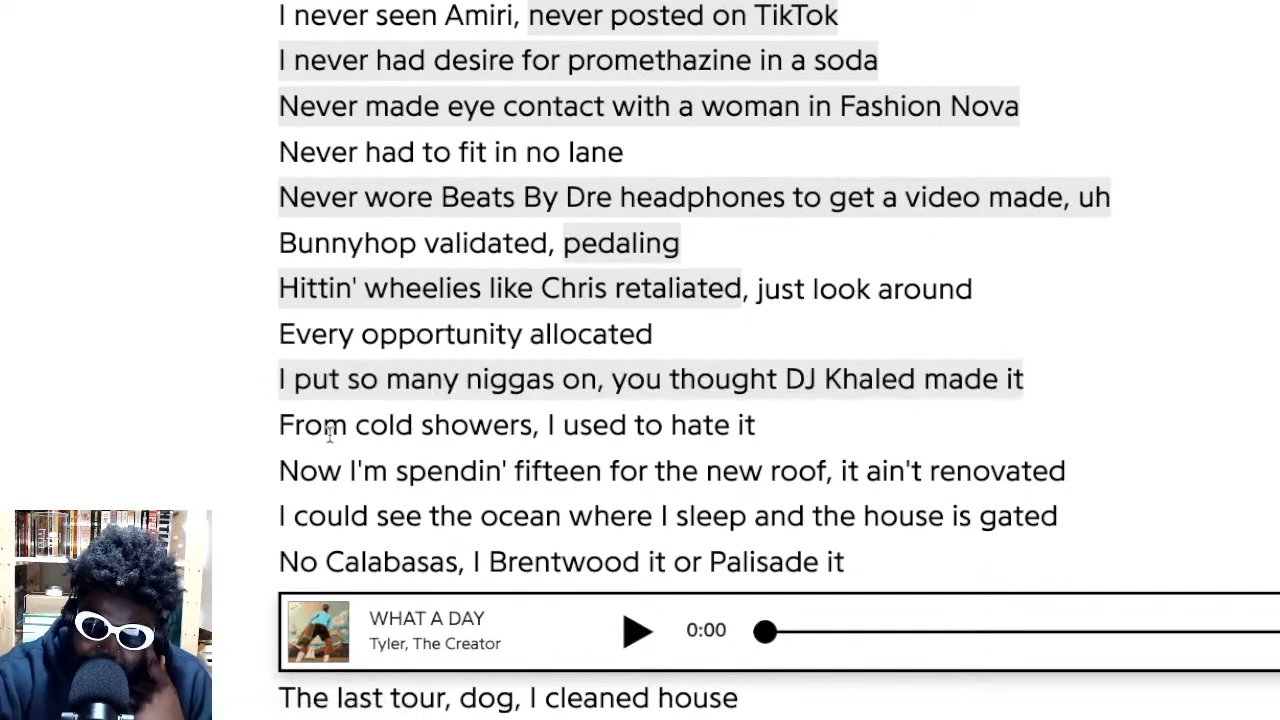 I never seen Amiri, never posted on TikTok
I never had desire for promethazine in a soda
Never made eye contact with a woman in Fashion Nova
Never had to fit in no lane
Never wore Beats By Dre headphones to get a video made, uh
Bunnyhop validated, pedaling
Hittin' wheelies like Chris retaliated, just look around
Every opportunity allocated
I put so many niggas on, you thought DJ Khaled made it
From cold showers, I used to hate it
Now I'm spendin' fifteen for the new roof, it ain't renovated
I could see the ocean where I sleep and the house is gated
No Calabasas, I Brentwood it or Palisade it
WHAT A DAY
Tyler, The Creator
0:00
The last tour, dog, I cleaned house